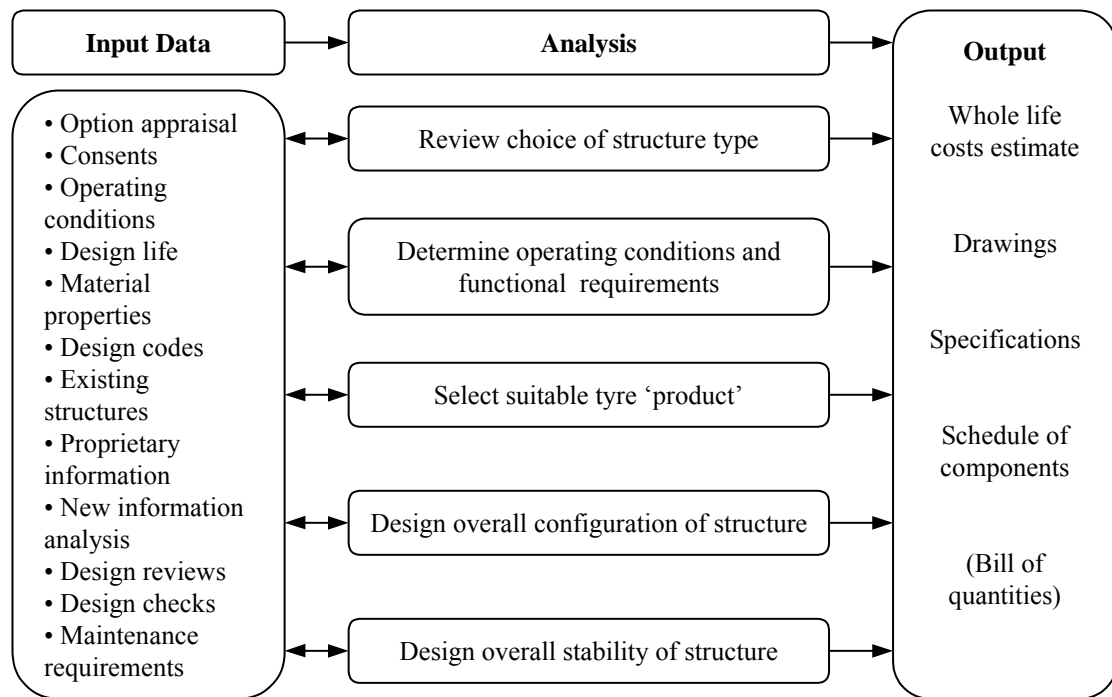 Input Data
Analysis
Output
• Option appraisal
• Consents
• Operating
conditions
• Design life
• Material
properties
• Design codes
• Existing
structures
• Proprietary
information
• New information
analysis
• Design reviews
• Design checks
• Maintenance
requirements
Review choice of structure type
Determine operating conditions and
functional requirements
Select suitable tyre ‘product’
Design overall configuration of structure
Design overall stability of structure
Whole life
costs estimate
Drawings
Specifications
Schedule of
components
(Bill of
quantities)